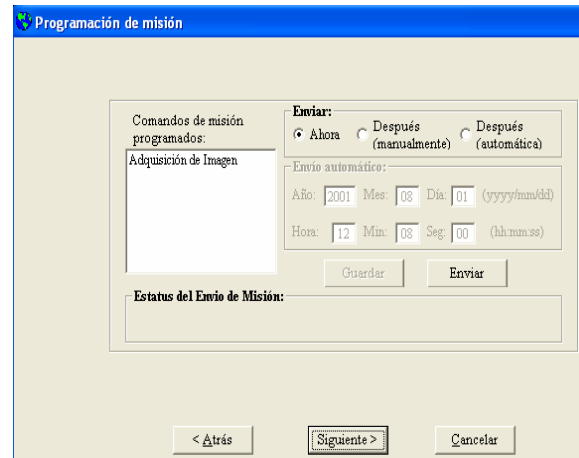 Programación de misión
Comandos de misión
programados:
Adquisición de Imagen
Enviar:
Ahora
Después
(manualmente)
Después
(automática)
Envío automático:
Año: 2001 Mes: 08 Día: 01 (yyyy/mm/dd)
Hora: 12 Min: 08 Seg: 00 (hh:mm:ss)
Guardar Enviar
Estatus del Envio de Misión:
< Atrás Siguiente > Cancelar